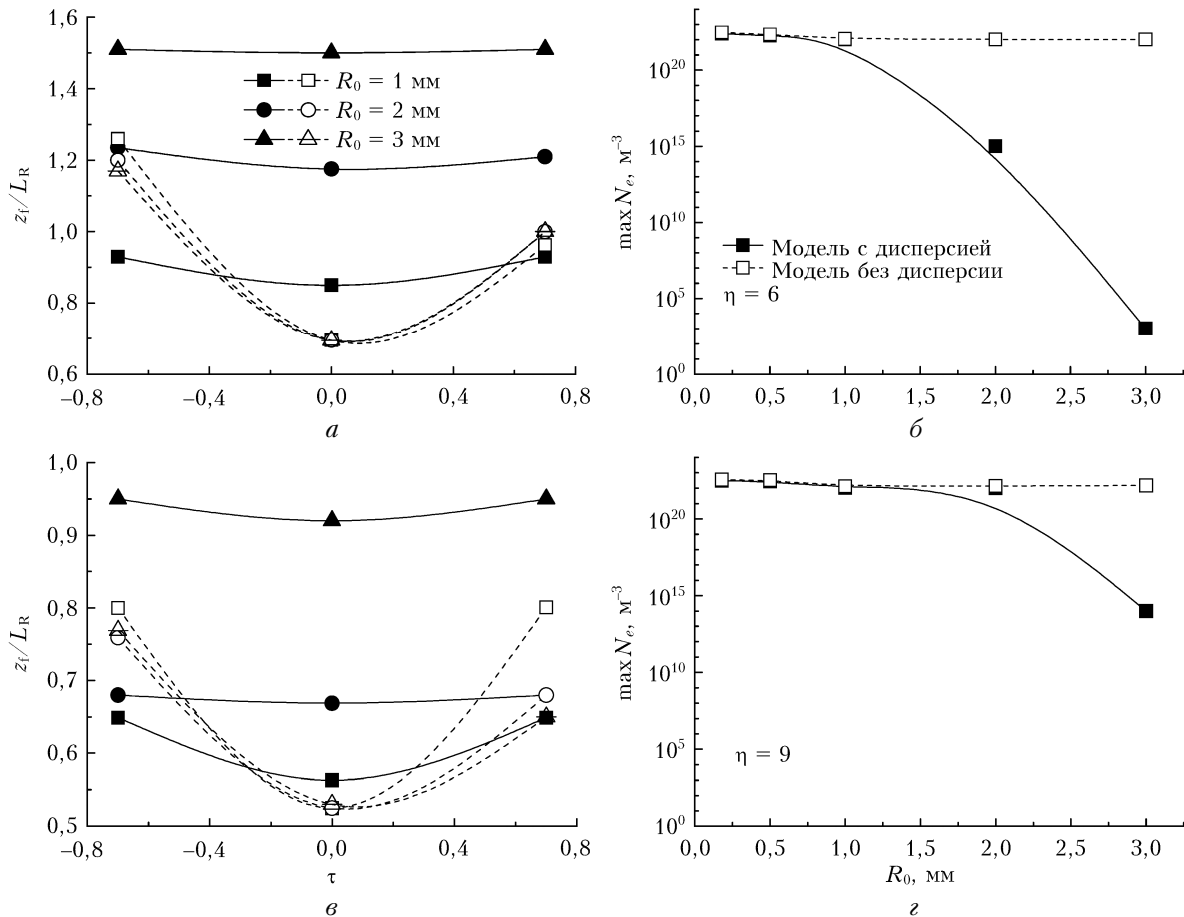 1,6
1,4
1,2
1,0
0,8
0,6
z_f/L_R
R_0 = 1 мм
R_0 = 2 мм
R_0 = 3 мм
−0,8 −0,4 0,0 0,4 0,8
а
10^20
10^15
10^10
10^5
10^0
max N_e, м^−3
Модель с дисперсией
Модель без дисперсии
η = 6
0,0 0,5 1,0 1,5 2,0 2,5 3,0
б
1,0
0,9
0,8
0,7
0,6
0,5
z_f/L_R
−0,8 −0,4 0,0 0,4 0,8
τ
в
10^20
10^15
10^10
10^5
10^0
max N_e, м^−3
η = 9
0,0 0,5 1,0 1,5 2,0 2,5 3,0
R_0, мм
г